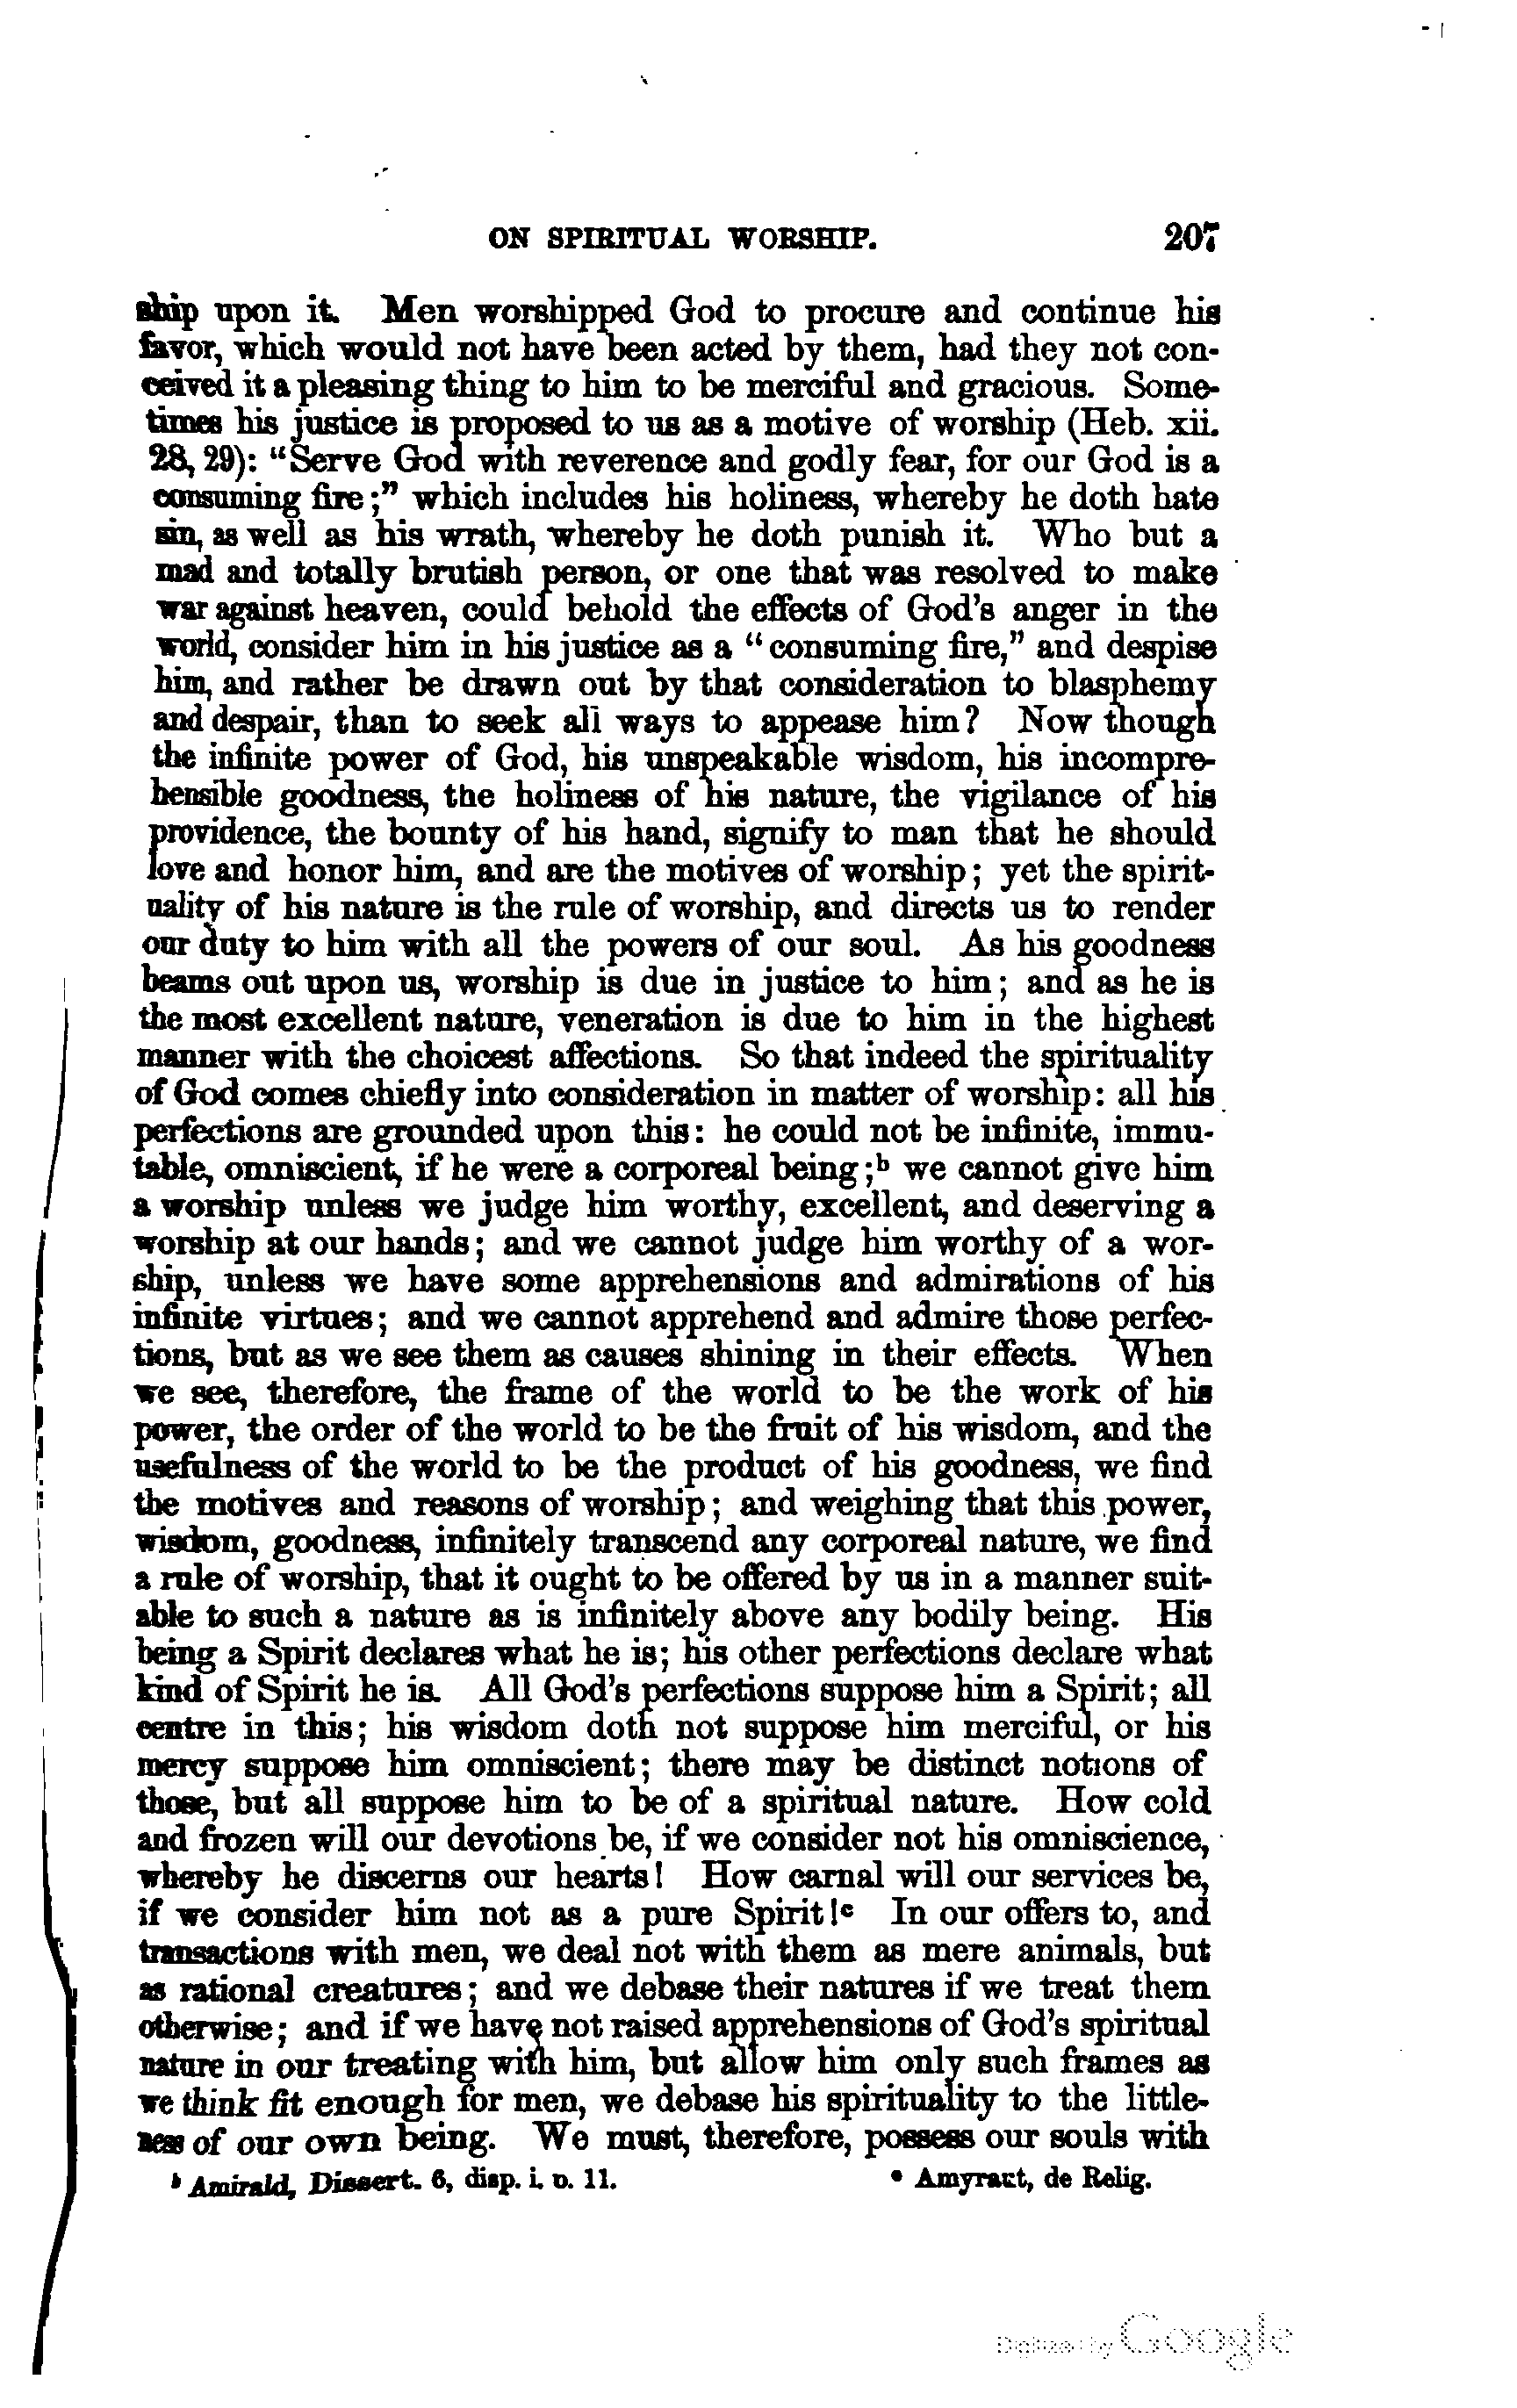 ON SPIRITUAL WORSHIP. 207
ship upon it. Men worshipped God to procure and continue his
favor, which would not have been acted by them, had they not con-
ceived it a pleasing thing to him to be merciful and gracious. Some-
times his justice is proposed to us as a motive of worship (Heb. xii.
28, 29): "Serve God with reverence and godly fear, for our God is a
consuming fire;" which includes his holiness, whereby he doth hate
sin, as well as his wrath, whereby he doth punish it. Who but a
mad and totally brutish person, or one that was resolved to make
war against heaven, could behold the effects of God's anger in the
world, consider him in his justice as a "consuming fire," and despise
him, and rather be drawn out by that consideration to blasphemy
and despair, than to seek all ways to appease him? Now though
the infinite power of God, his unspeakable wisdom, his incompre-
hensible goodness, the holiness of his nature, the vigilance of his
providence, the bounty of his hand, signify to man that he should
love and honor him, and are the motives of worship; yet the spirit-
uality of his nature is the rule of worship, and directs us to render
our duty to him with all the powers of our soul. As his goodness
beams out upon us, worship is due in justice to him; and as he is
the most excellent nature, veneration is due to him in the highest
manner with the choicest affections. So that indeed the spirituality
of God comes chiefly into consideration in matter of worship: all his
perfections are grounded upon this: he could not be infinite, immu-
table, omniscient, if he were a corporeal being;ᵇ we cannot give him
a worship unless we judge him worthy, excellent, and deserving a
worship at our hands; and we cannot judge him worthy of a wor-
ship, unless we have some apprehensions and admirations of his
infinite virtues; and we cannot apprehend and admire those perfec-
tions, but as we see them as causes shining in their effects. When
we see, therefore, the frame of the world to be the work of his
power, the order of the world to be the fruit of his wisdom, and the
usefulness of the world to be the product of his goodness, we find
the motives and reasons of worship; and weighing that this power,
wisdom, goodness, infinitely transcend any corporeal nature, we find
a rule of worship, that it ought to be offered by us in a manner suit-
able to such a nature as is infinitely above any bodily being. His
being a Spirit declares what he is; his other perfections declare what
kind of Spirit he is. All God's perfections suppose him a Spirit; all
centre in this; his wisdom doth not suppose him merciful, or his
mercy suppose him omniscient; there may be distinct notions of
those, but all suppose him to be of a spiritual nature. How cold
and frozen will our devotions be, if we consider not his omniscience,
whereby he discerns our hearts! How carnal will our services be,
if we consider him not as a pure Spirit!ᶜ In our offers to, and
transactions with men, we deal not with them as mere animals, but
as rational creatures; and we debase their natures if we treat them
otherwise; and if we have not raised apprehensions of God's spiritual
nature in our treating with him, but allow him only such frames as
we think fit enough for men, we debase his spirituality to the little-
ness of our own being. We must, therefore, possess our souls with
ᵇ Amirald, Dissert. 6, disp. i. p. 11. ᶜ Amyraut, de Relig.
Digitized by Google